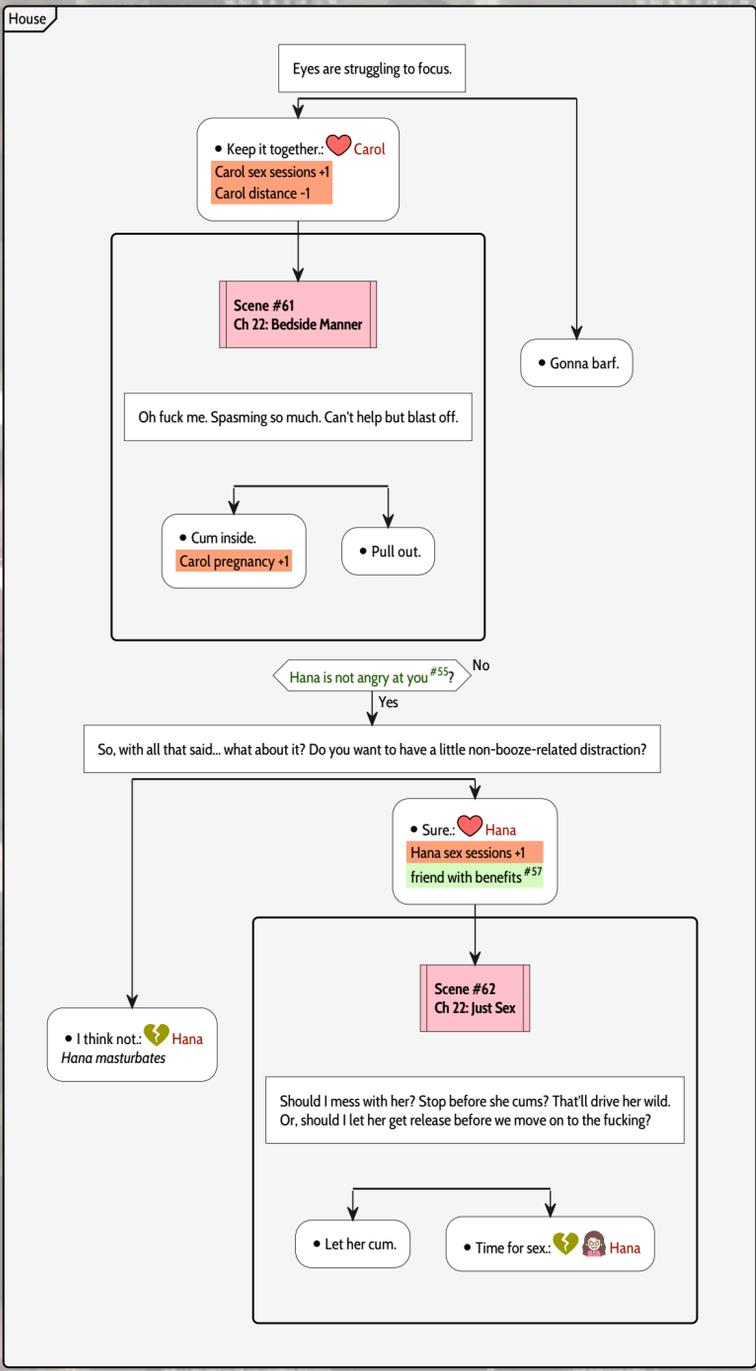 House
Eyes are struggling to focus.
• Keep it together.: Carol
Carol sex sessions +1
Carol distance -1
Scene #61
Ch 22: Bedside Manner
• Gonna barf.
Oh fuck me. Spasming so much. Can't help but blast off.
• Cum inside.
Carol pregnancy +1
• Pull out.
Hana is not angry at you #55?
No
Yes
So, with all that said... what about it? Do you want to have a little non-booze-related distraction?
• Sure.: Hana
Hana sex sessions +1
friend with benefits #57
Scene #62
Ch 22: Just Sex
• I think not.: Hana
Hana masturbates
Should I mess with her? Stop before she cums? That'll drive her wild.
Or, should I let her get release before we move on to the fucking?
• Let her cum.
• Time for sex.: Hana